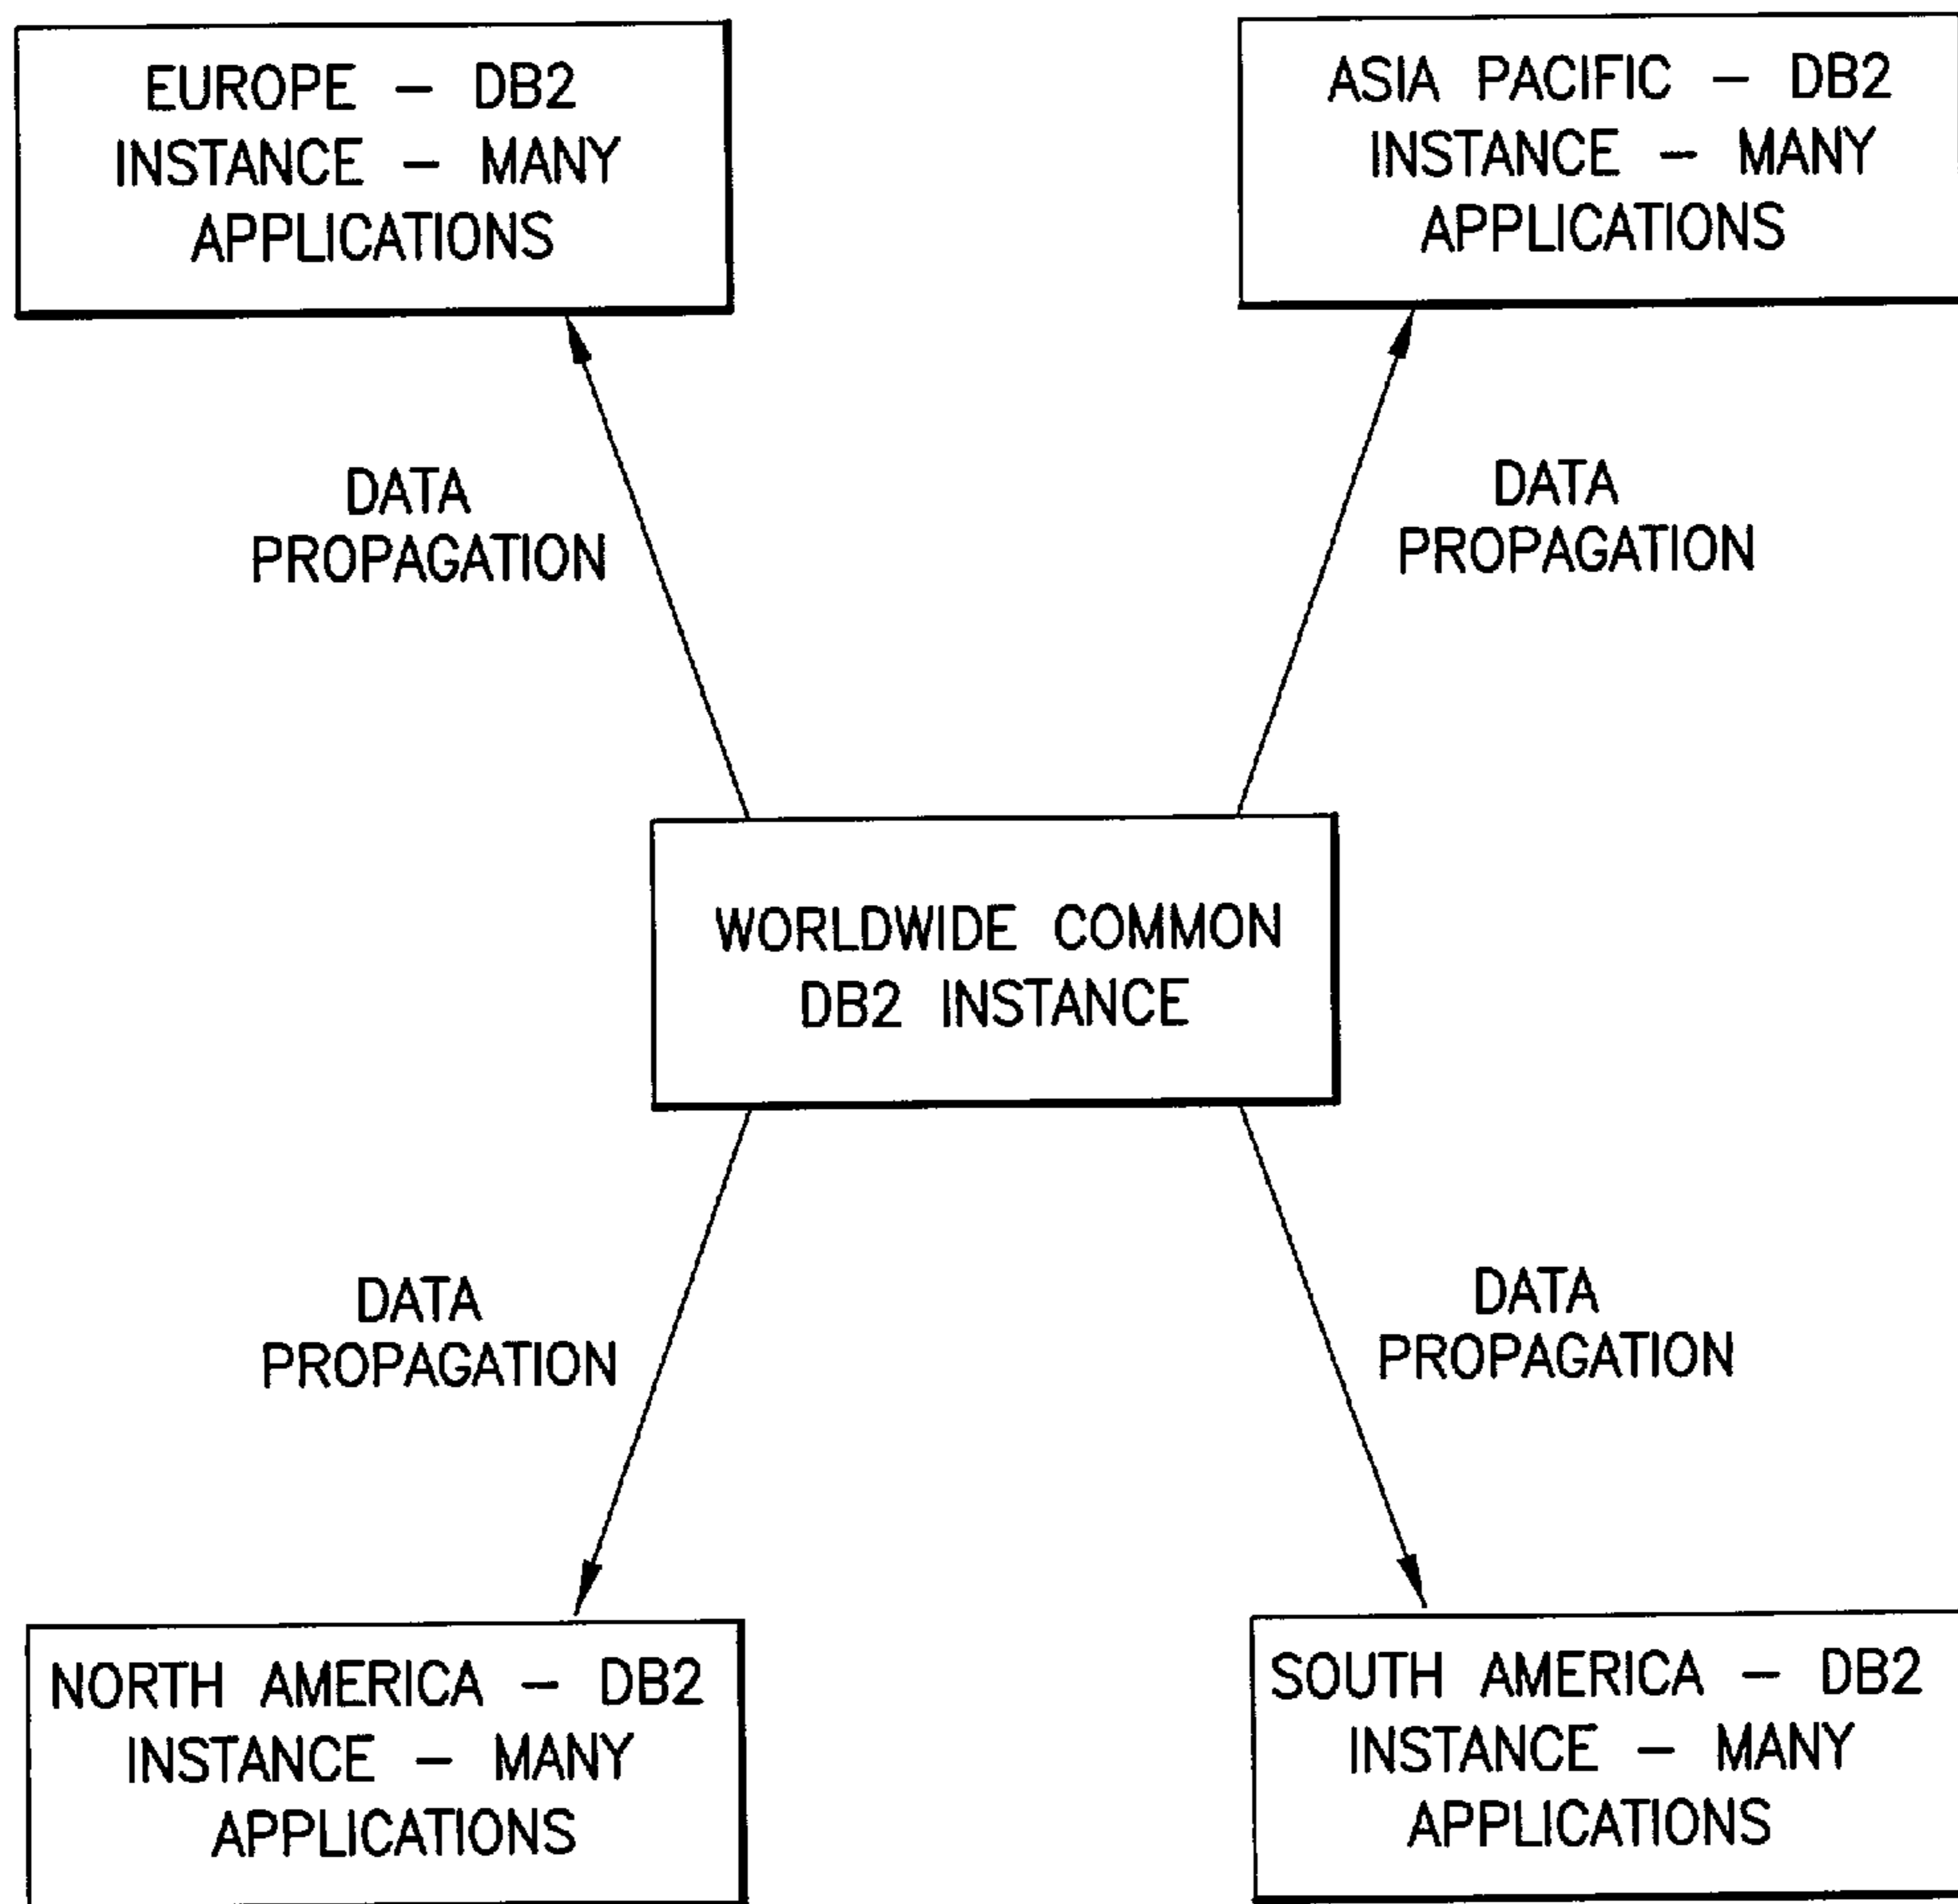 EUROPE – DB2
INSTANCE – MANY
APPLICATIONS
ASIA PACIFIC – DB2
INSTANCE – MANY
APPLICATIONS
DATA
PROPAGATION
DATA
PROPAGATION
WORLDWIDE COMMON
DB2 INSTANCE
DATA
PROPAGATION
DATA
PROPAGATION
NORTH AMERICA – DB2
INSTANCE – MANY
APPLICATIONS
SOUTH AMERICA – DB2
INSTANCE – MANY
APPLICATIONS